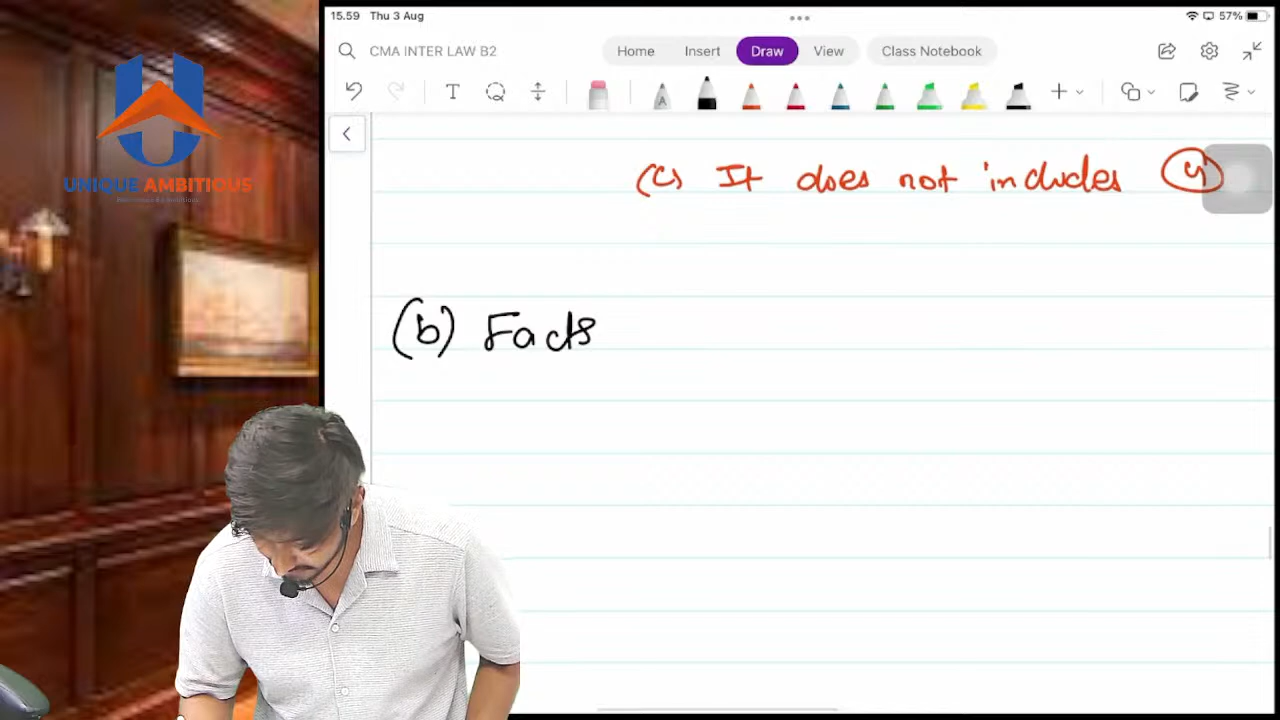 15.59 Thu 3 Aug
57%
CMA INTER LAW B2
Home Insert Draw View Class Notebook
UNIQUE AMBITIOUS
(c) It does not includes
(b) Facts